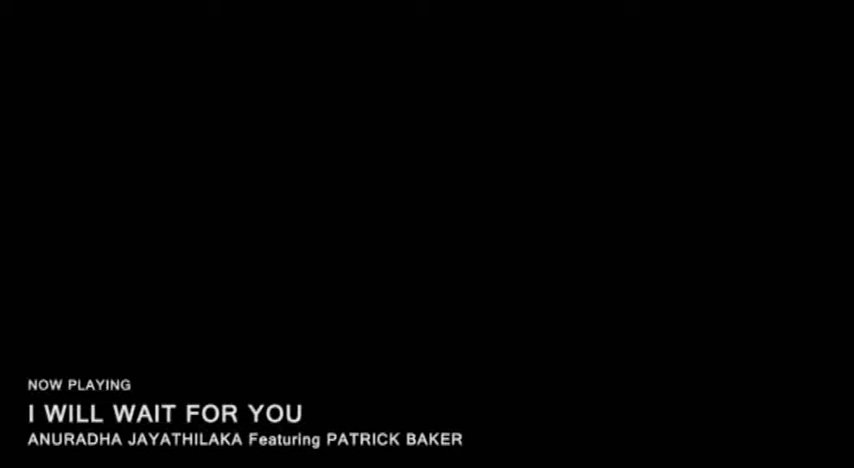 NOW PLAYING
I WILL WAIT FOR YOU
ANURADHA JAYATHILAKA Featuring PATRICK BAKER